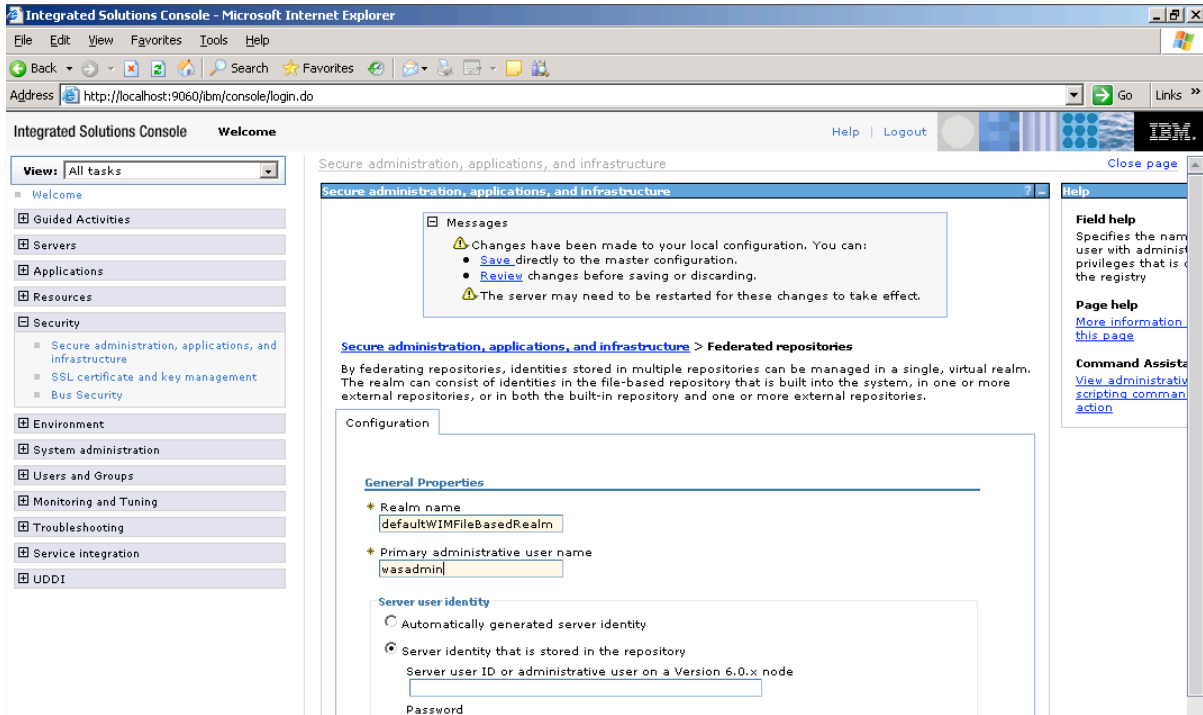 Integrated Solutions Console - Microsoft Internet Explorer
File Edit View Favorites Tools Help
Back Search Favorites
Address http://localhost:9060/ibm/console/login.do Go Links »
Integrated Solutions Console Welcome Help | Logout IBM.
View: All tasks
Welcome
Guided Activities
Servers
Applications
Resources
Security
Secure administration, applications, and
infrastructure
SSL certificate and key management
Bus Security
Environment
System administration
Users and Groups
Monitoring and Tuning
Troubleshooting
Service integration
UDDI
Secure administration, applications, and infrastructure
Close page
Secure administration, applications, and infrastructure ? –
Messages
Changes have been made to your local configuration. You can:
Save directly to the master configuration.
Review changes before saving or discarding.
The server may need to be restarted for these changes to take effect.
Secure administration, applications, and infrastructure > Federated repositories
By federating repositories, identities stored in multiple repositories can be managed in a single, virtual realm.
The realm can consist of identities in the file-based repository that is built into the system, in one or more
external repositories, or in both the built-in repository and one or more external repositories.
Configuration
General Properties
* Realm name
defaultWIMFileBasedRealm
* Primary administrative user name
wasadmin
Server user identity
Automatically generated server identity
Server identity that is stored in the repository
Server user ID or administrative user on a Version 6.0.x node
Password
Help
Field help
Specifies the nam
user with administ
privileges that is
the registry
Page help
More information
this page
Command Assista
View administrativ
scripting comman
action